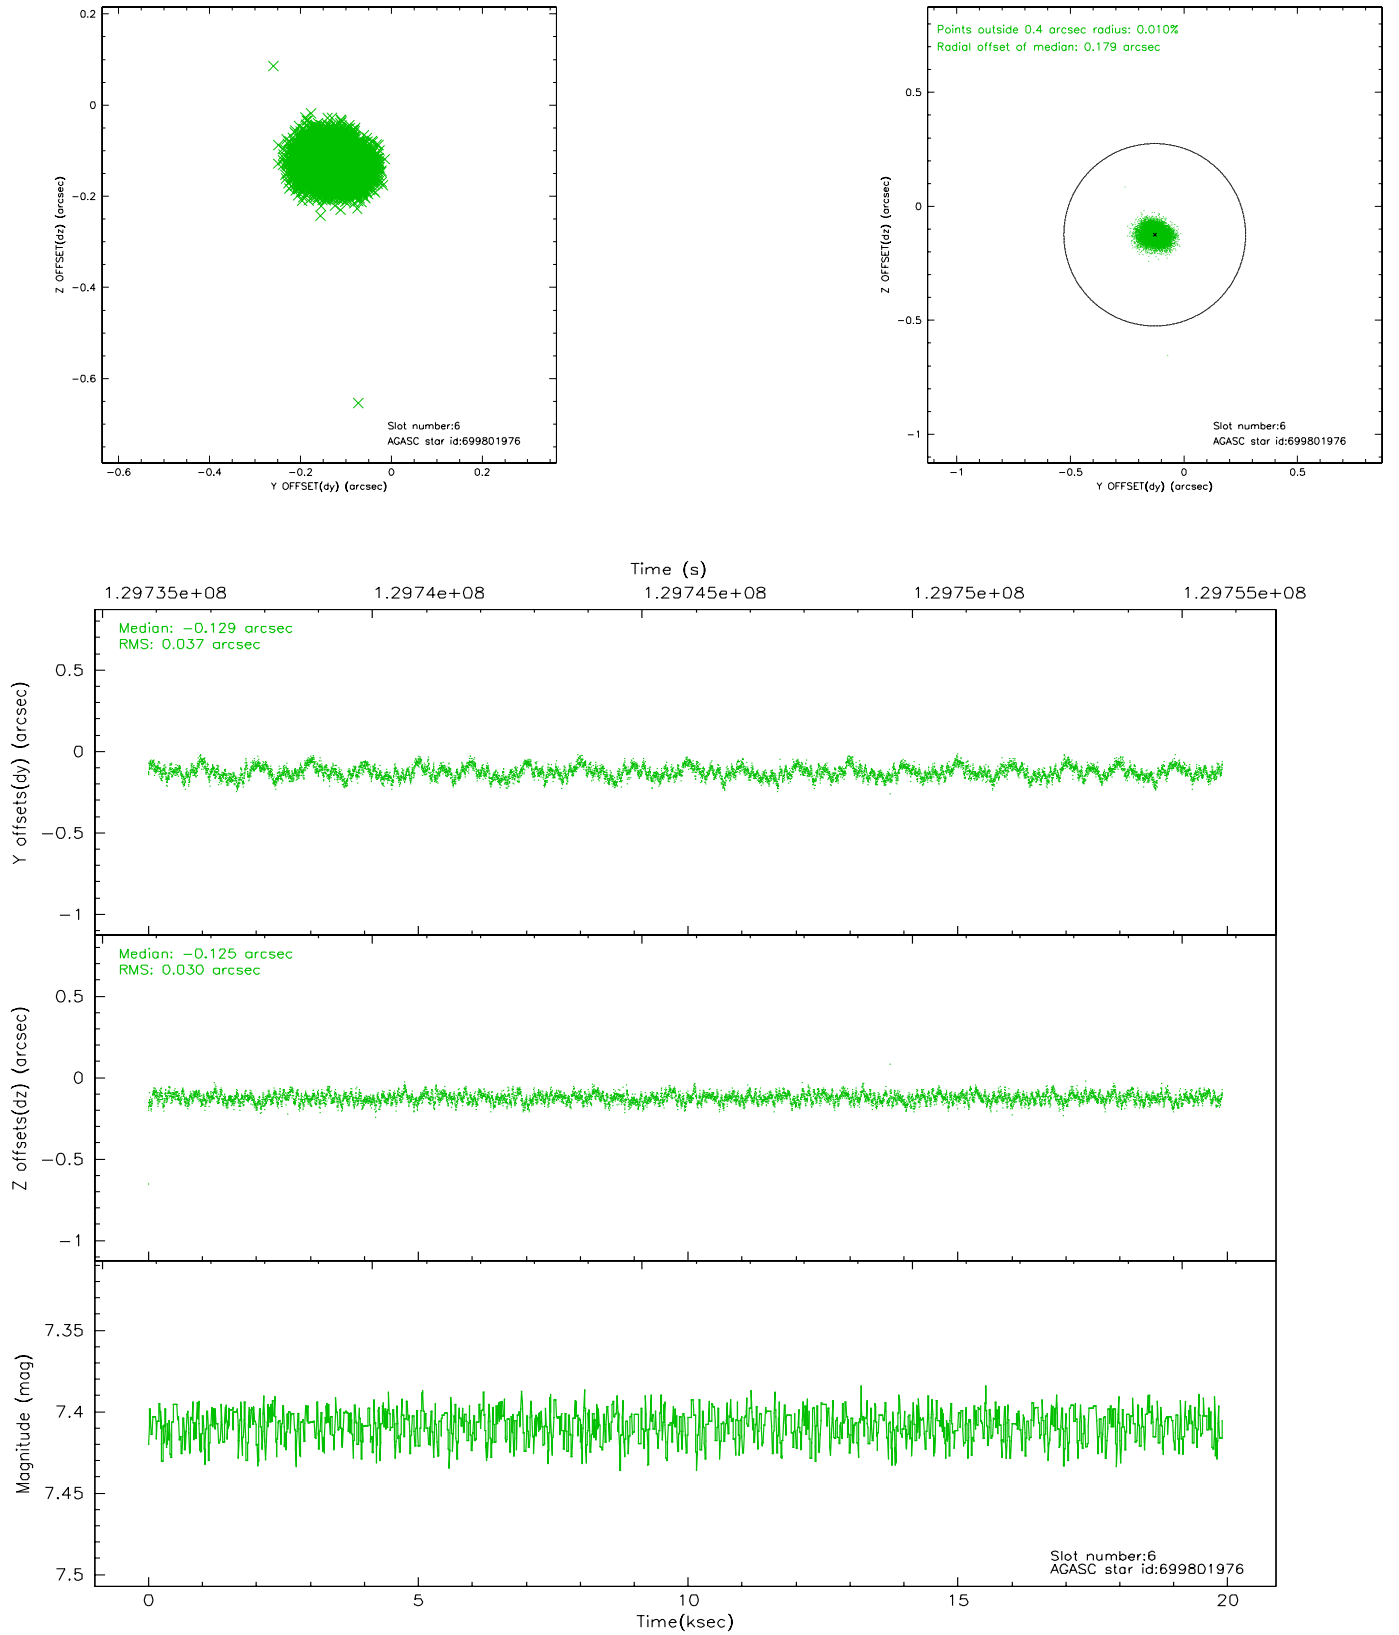 0.2
0
−0.2
−0.4
−0.6
−0.6
−0.4
−0.2
0
0.2
Z OFFSET(dz) (arcsec)
Y OFFSET(dy) (arcsec)
Slot number:6
AGASC star id:699801976
Points outside 0.4 arcsec radius: 0.010%
Radial offset of median: 0.179 arcsec
0.5
0
−0.5
−1
−1
−0.5
0
0.5
Z OFFSET(dz) (arcsec)
Y OFFSET(dy) (arcsec)
Slot number:6
AGASC star id:699801976
Time (s)
1.29735e+08
1.2974e+08
1.29745e+08
1.2975e+08
1.29755e+08
Median: −0.129 arcsec
RMS: 0.037 arcsec
0.5
0
−0.5
−1
Y offsets(dy) (arcsec)
Median: −0.125 arcsec
RMS: 0.030 arcsec
0.5
0
−0.5
−1
Z offsets(dz) (arcsec)
7.35
7.4
7.45
7.5
Magnitude (mag)
Slot number:6
AGASC star id:699801976
0
5
10
15
20
Time(ksec)